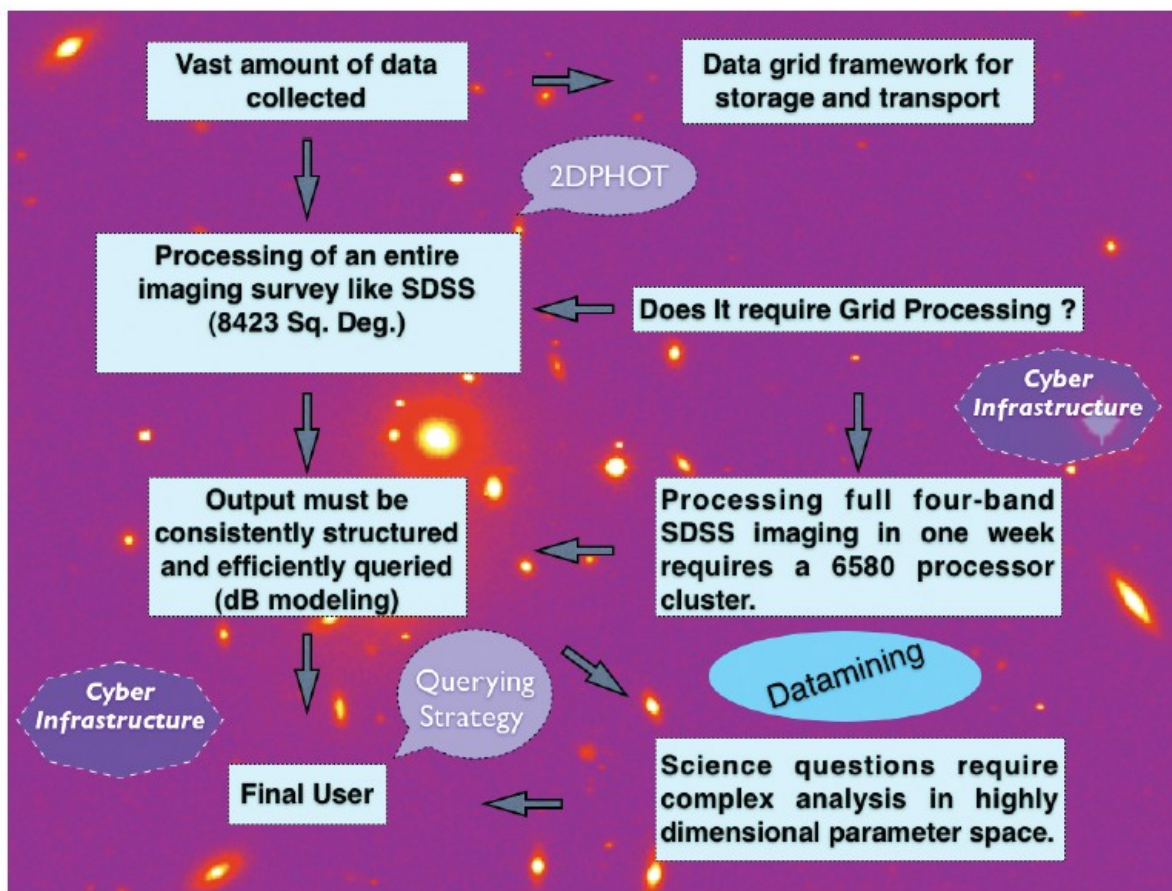 Vast amount of data
collected
Data grid framework for
storage and transport
2DPHOT
Processing of an entire
imaging survey like SDSS
(8423 Sq. Deg.)
Does It require Grid Processing ?
Cyber
Infrastructure
Output must be
consistently structured
and efficiently queried
(dB modeling)
Processing full four-band
SDSS imaging in one week
requires a 6580 processor
cluster.
Cyber
Infrastructure
Querying
Strategy
Datamining
Final User
Science questions require
complex analysis in highly
dimensional parameter space.